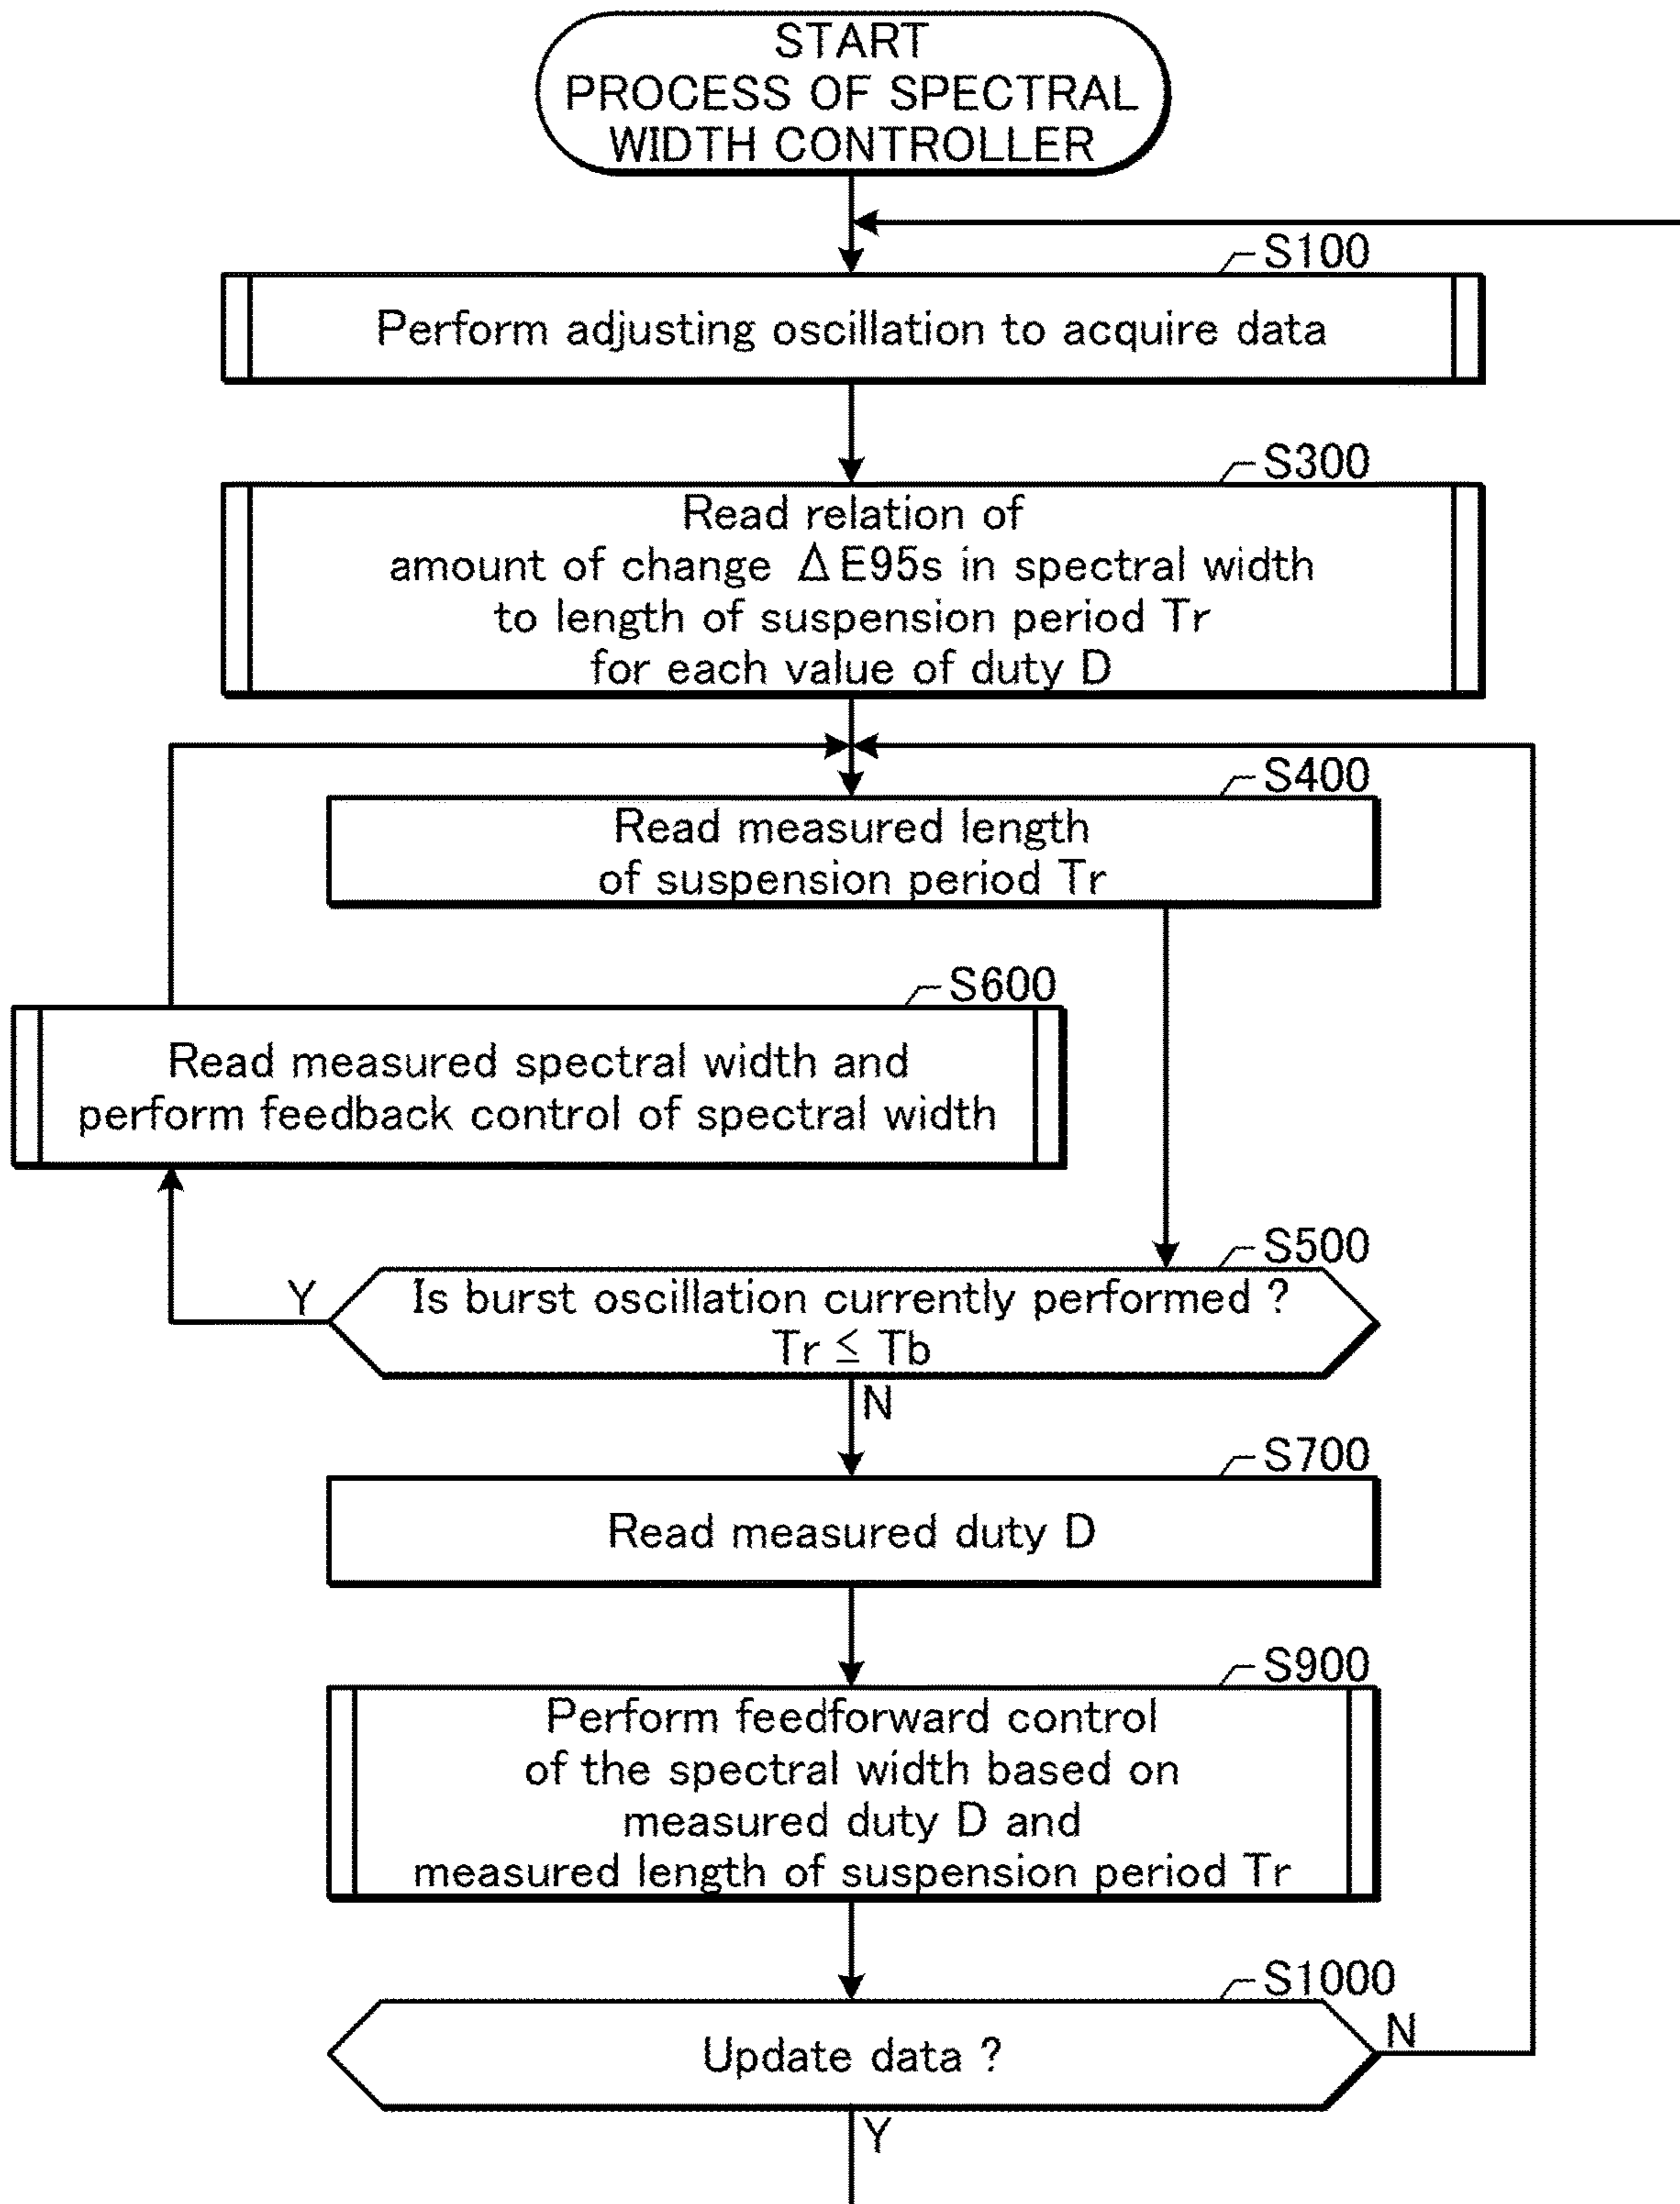 START
PROCESS OF SPECTRAL
WIDTH CONTROLLER
S100
Perform adjusting oscillation to acquire data
S300
Read relation of
amount of change ΔE95s in spectral width
to length of suspension period Tr
for each value of duty D
S400
Read measured length
of suspension period Tr
S600
Read measured spectral width and
perform feedback control of spectral width
S500
Y
Is burst oscillation currently performed ?
Tr ≦ Tb
N
S700
Read measured duty D
S900
Perform feedforward control
of the spectral width based on
measured duty D and
measured length of suspension period Tr
S1000
Update data ?
N
Y